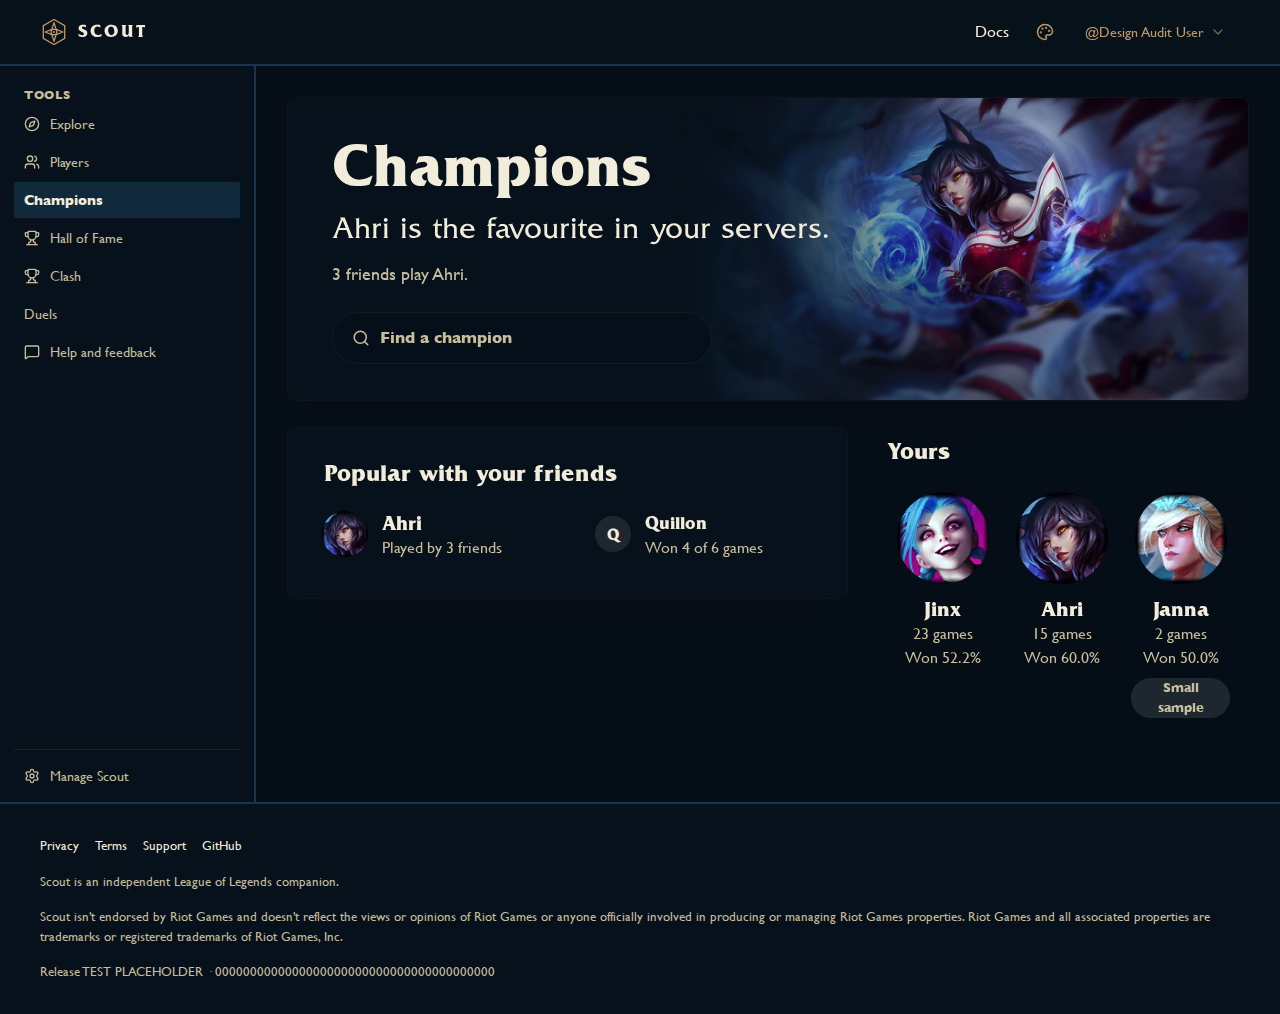 SCOUT
Docs
@Design Audit User
TOOLS
Explore
Players
Champions
Hall of Fame
Clash
Duels
Help and feedback
Manage Scout
Champions
Ahri is the favourite in your servers.
3 friends play Ahri.
Find a champion
Popular with your friends
Ahri
Played by 3 friends
Q
Quillon
Won 4 of 6 games
Yours
Jinx
23 games
Won 52.2%
Ahri
15 games
Won 60.0%
Janna
2 games
Won 50.0%
Small
sample
Privacy Terms Support GitHub
Scout is an independent League of Legends companion.
Scout isn't endorsed by Riot Games and doesn't reflect the views or opinions of Riot Games or anyone officially involved in producing or managing Riot Games properties. Riot Games and all associated properties are
trademarks or registered trademarks of Riot Games, Inc.
Release TEST PLACEHOLDER · 0000000000000000000000000000000000000000